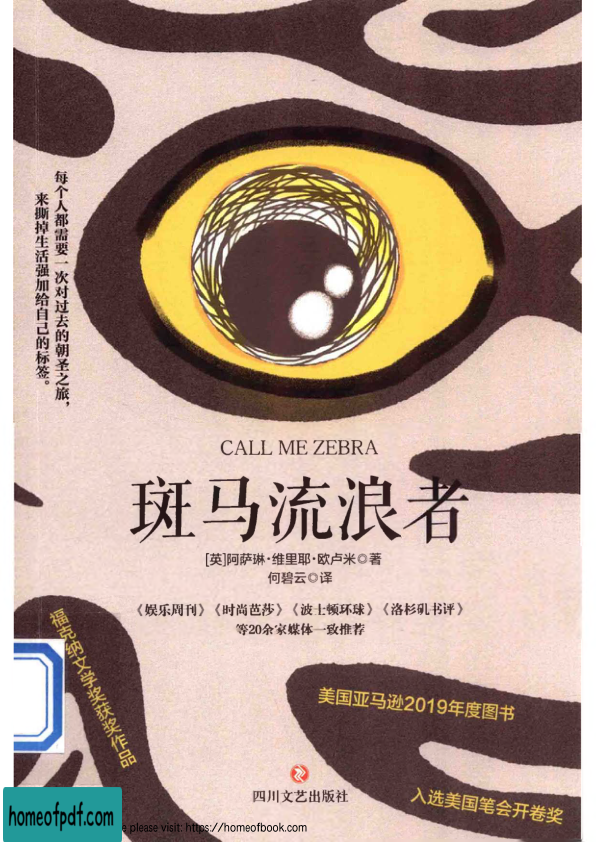 每个人都需要一次对过去的朝圣之旅，
来撕掉生活强加给自己的标签。
CALL ME ZEBRA
斑马流浪者
[英]阿萨琳·维里耶·欧卢米◎著
何碧云◎译
《娱乐周刊》《时尚芭莎》《波士顿环球》《洛杉矶书评》
等20余家媒体一致推荐
福克纳文学奖获奖作品
美国亚马逊2019年度图书
入选美国笔会开卷奖
四川文艺出版社
homeofpdf.com
please visit: https://homeofbook.com